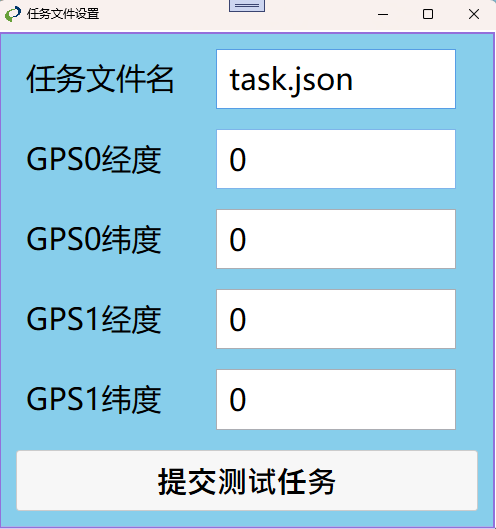 任务文件设置
任务文件名 task.json
GPS0经度 0
GPS0纬度 0
GPS1经度 0
GPS1纬度 0
提交测试任务